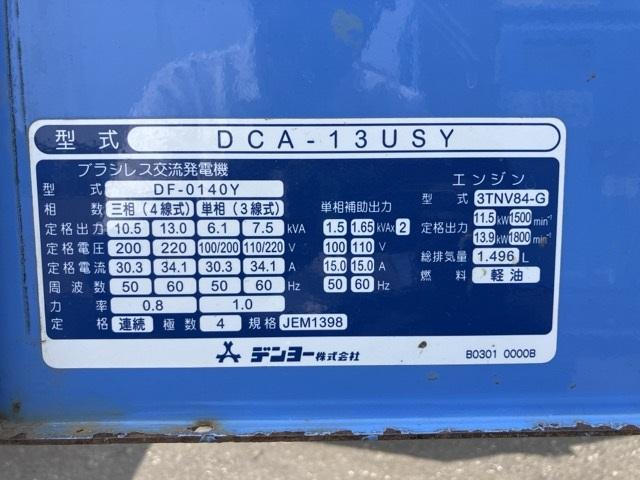 型式 DCA-13USY
ブラシレス交流発電機
型式 DF-0140Y
相数 三相(4線式) 単相(3線式)
定格出力 10.5 13.0 6.1 7.5 kVA
定格電圧 200 220 100/200 110/220 V
定格電流 30.3 34.1 30.3 34.1 A
周波数 50 60 50 60 Hz
力率 0.8 1.0
定格 連続 極数 4 規格 JEM1398
単相補助出力
1.5 1.65 kVA×2
100 110 V
15.0 15.0 A
50 60 Hz
エンジン
型式 3TNV84-G
定格出力 11.5 kW 1500 min⁻¹
13.9 kW 1800 min⁻¹
総排気量 1.496 L
燃料 軽油
デンヨー株式会社
B0301 0000B